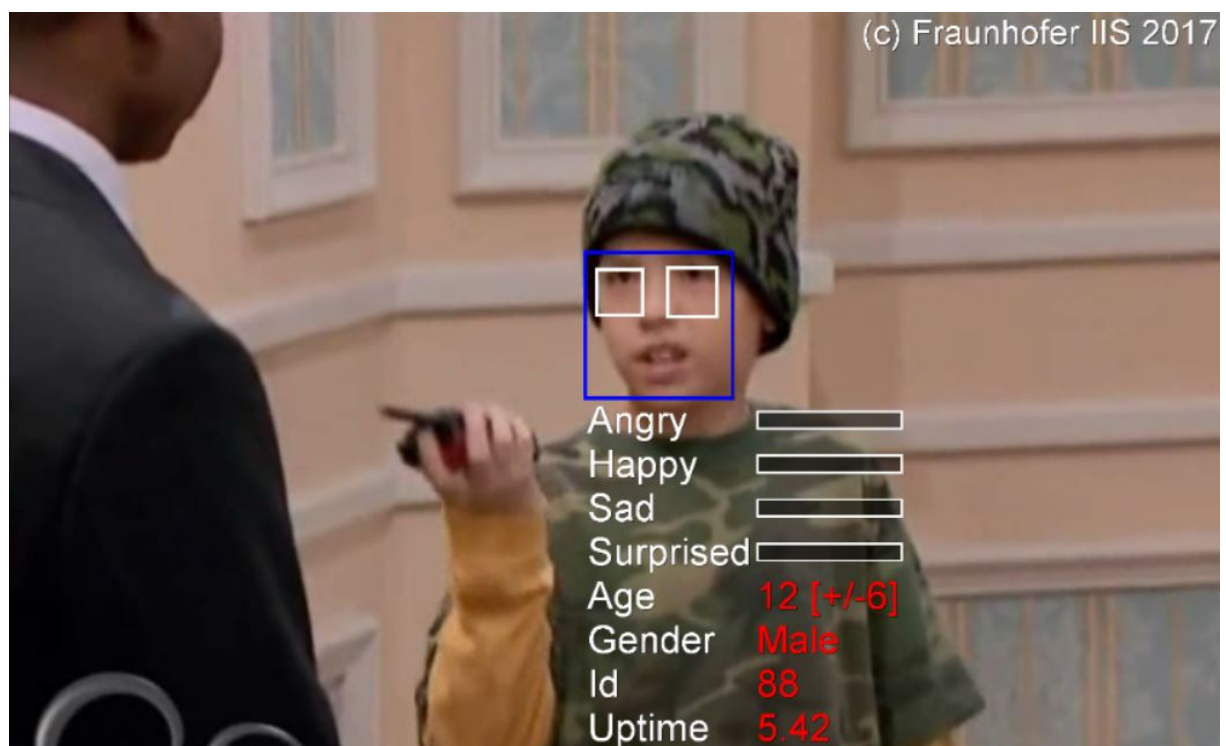 (c) Fraunhofer IIS 2017
Angry
Happy
Sad
Surprised
Age 12 [+/-6]
Gender Male
Id 88
Uptime 5.42